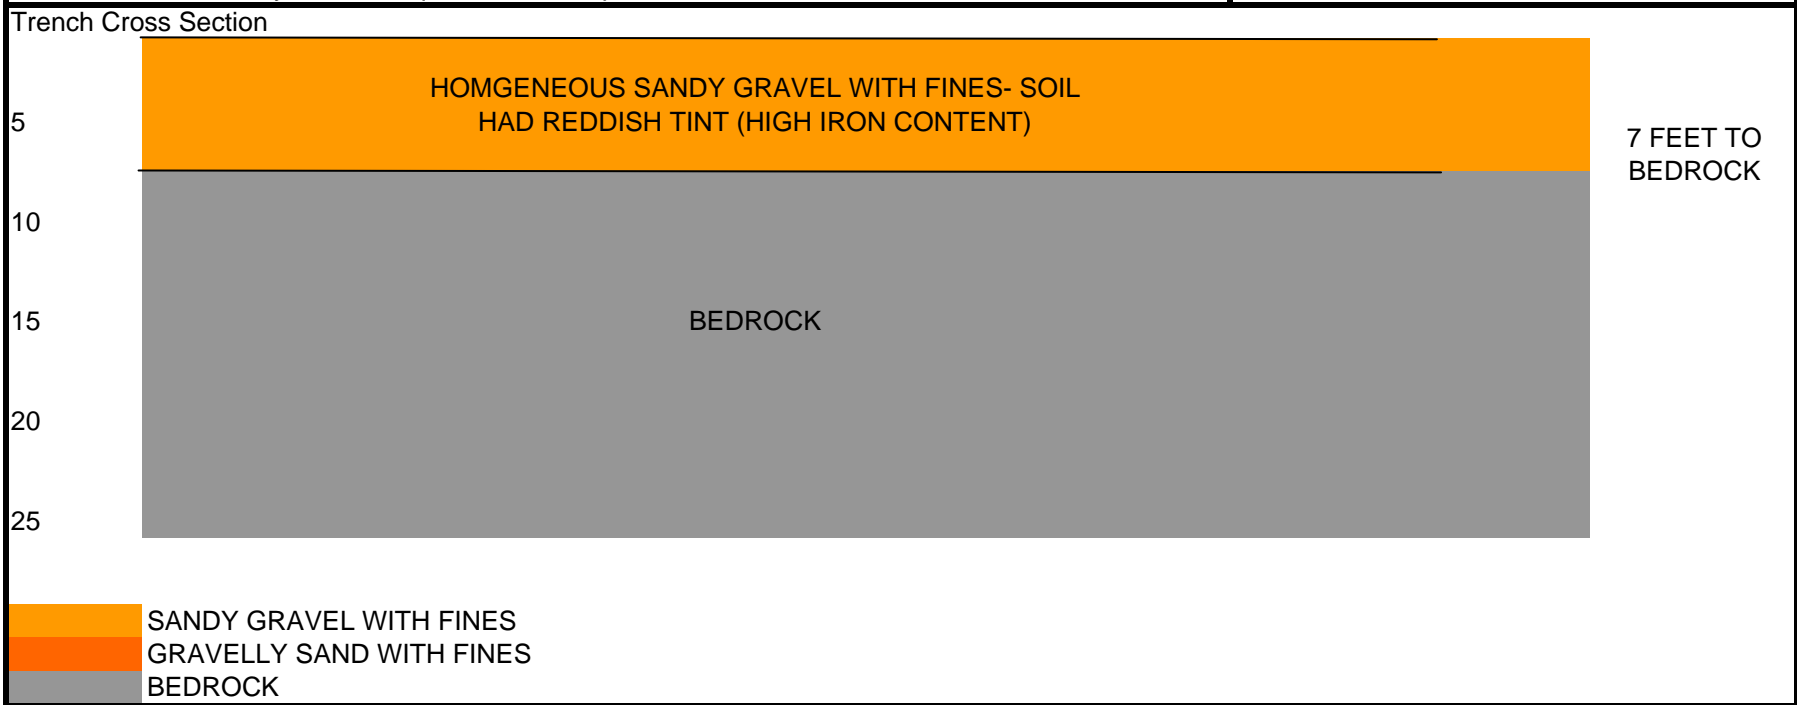 Trench Cross Section
HOMGENEOUS SANDY GRAVEL WITH FINES- SOIL
HAD REDDISH TINT (HIGH IRON CONTENT)
5
7 FEET TO
BEDROCK
10
15
BEDROCK
20
25
SANDY GRAVEL WITH FINES
GRAVELLY SAND WITH FINES
BEDROCK